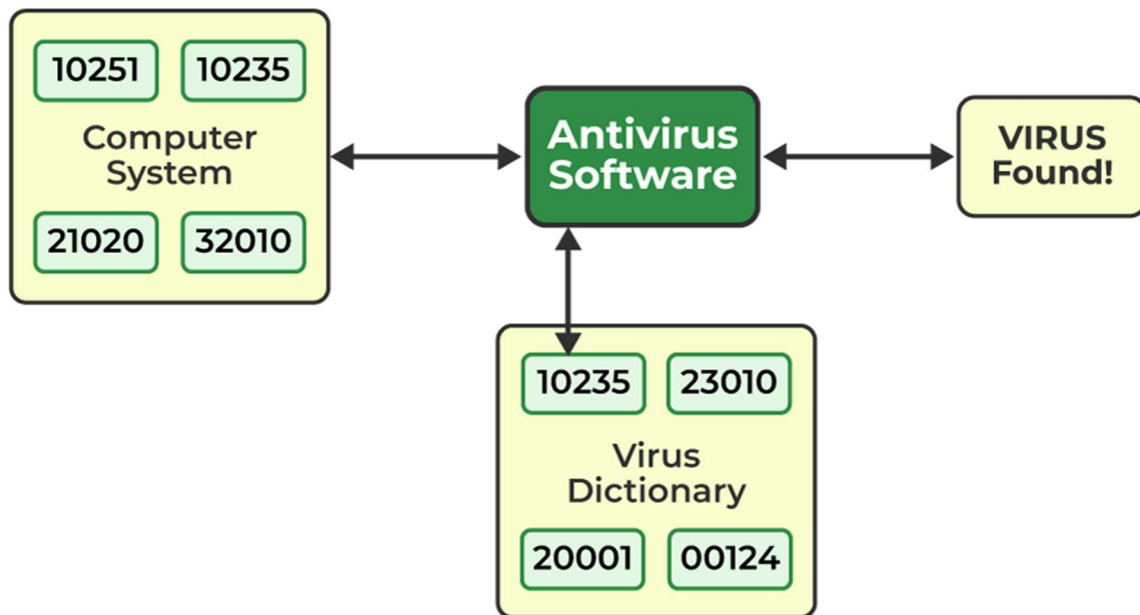 10251 10235
Computer
System
21020 32010
Antivirus
Software
VIRUS
Found!
10235 23010
Virus
Dictionary
20001 00124